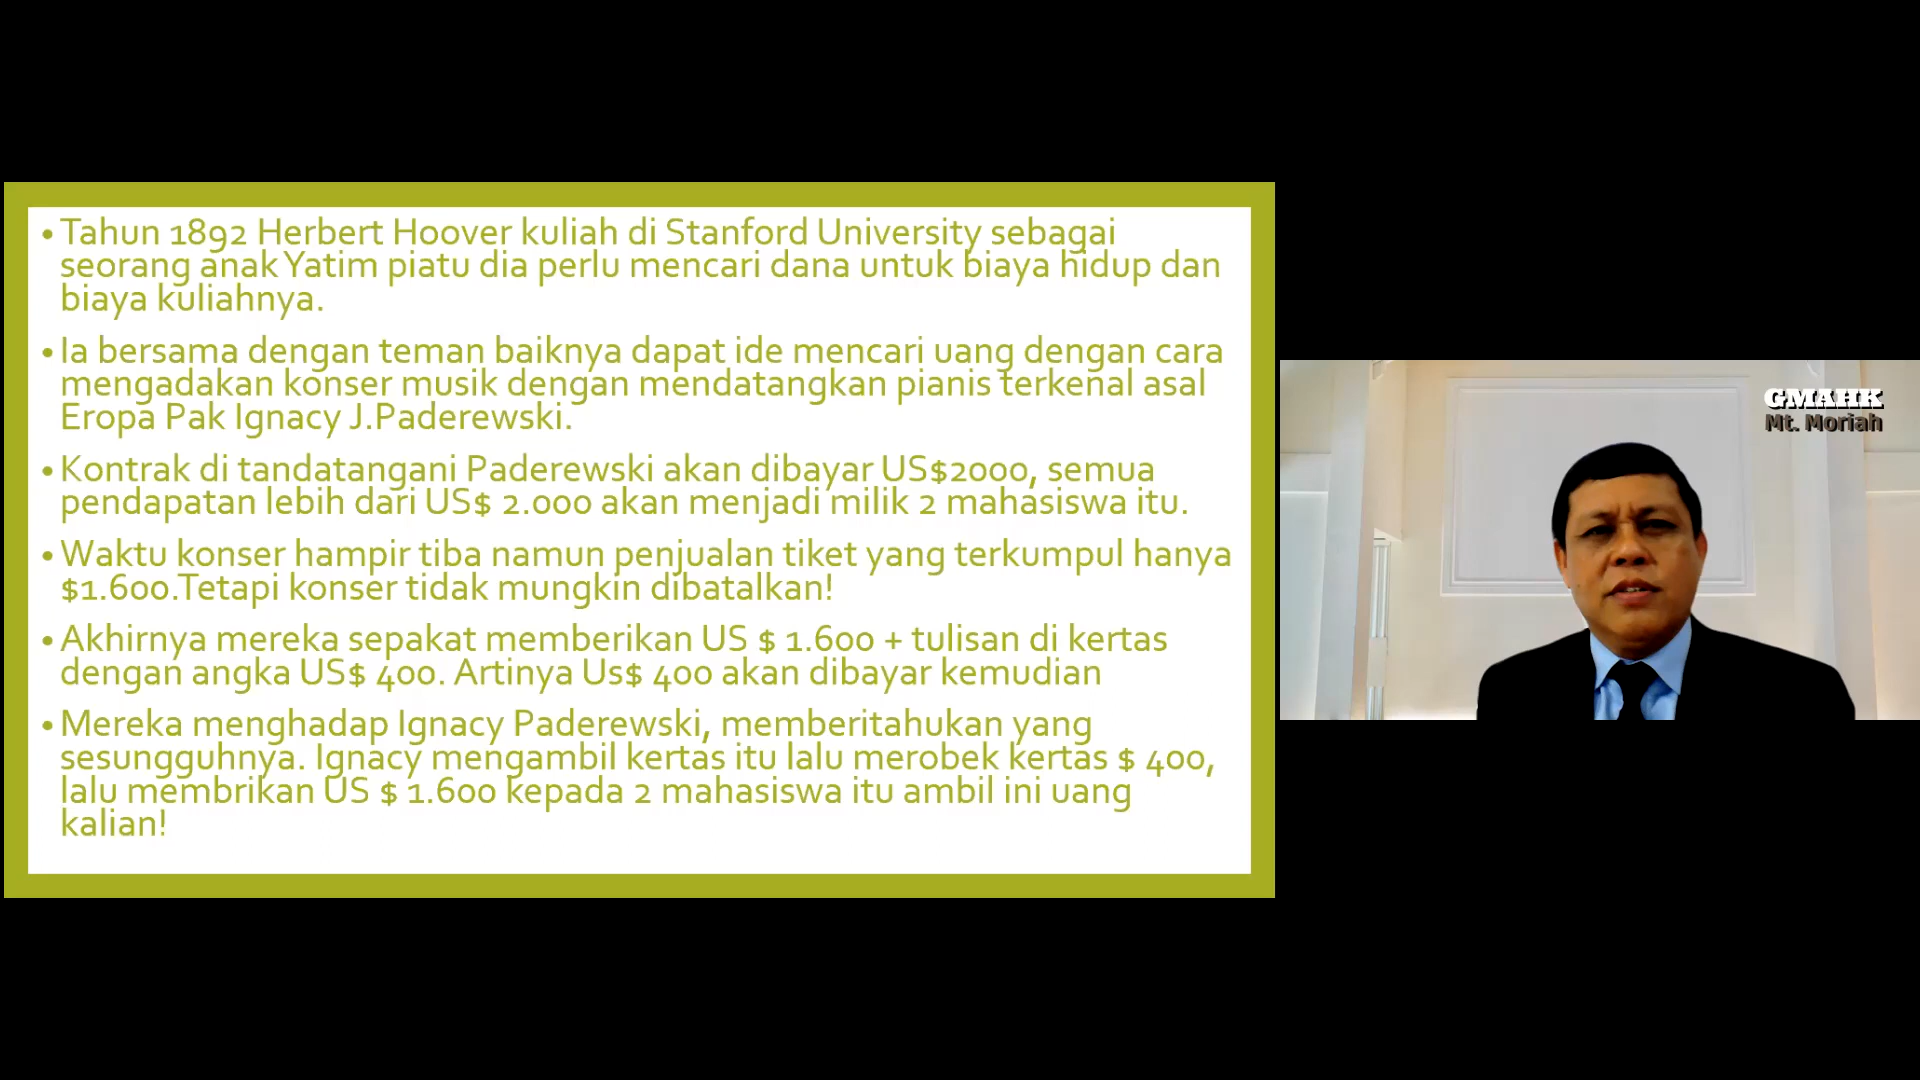 • Tahun 1892 Herbert Hoover kuliah di Stanford University sebagai
seorang anak Yatim piatu dia perlu mencari dana untuk biaya hidup dan
biaya kuliahnya.
• Ia bersama dengan teman baiknya dapat ide mencari uang dengan cara
mengadakan konser musik dengan mendatangkan pianis terkenal asal
Eropa Pak Ignacy J.Paderewski.
• Kontrak di tandatangani Paderewski akan dibayar US$2000, semua
pendapatan lebih dari US$ 2.000 akan menjadi milik 2 mahasiswa itu.
• Waktu konser hampir tiba namun penjualan tiket yang terkumpul hanya
$1.600.Tetapi konser tidak mungkin dibatalkan!
• Akhirnya mereka sepakat memberikan US $ 1.600 + tulisan di kertas
dengan angka US$ 400. Artinya Us$ 400 akan dibayar kemudian
• Mereka menghadap Ignacy Paderewski, memberitahukan yang
sesungguhnya. Ignacy mengambil kertas itu lalu merobek kertas $ 400,
lalu membrikan US $ 1.600 kepada 2 mahasiswa itu ambil ini uang
kalian!
GMAHK
Mt. Moriah